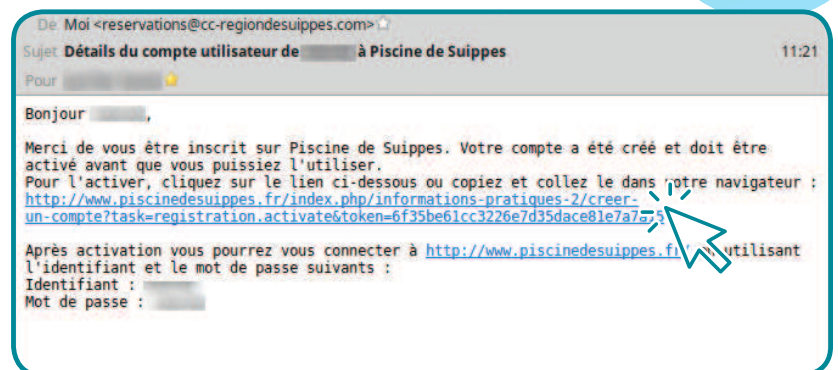 De Moi <reservations@cc-regiondesuippes.com>
Sujet Détails du compte utilisateur de à Piscine de Suippes 11:21
Pour
Bonjour ,
Merci de vous être inscrit sur Piscine de Suippes. Votre compte a été créé et doit être
activé avant que vous puissiez l'utiliser.
Pour l'activer, cliquez sur le lien ci-dessous ou copiez et collez le dans votre navigateur :
http://www.piscinedesuippes.fr/index.php/informations-pratiques-2/creer-
un-compte?task=registration.activate&token=6f35be61cc3226e7d35dace81e7a7a
Après activation vous pourrez vous connecter à http://www.piscinedesuippes.fr/ utilisant
l'identifiant et le mot de passe suivants :
Identifiant :
Mot de passe :